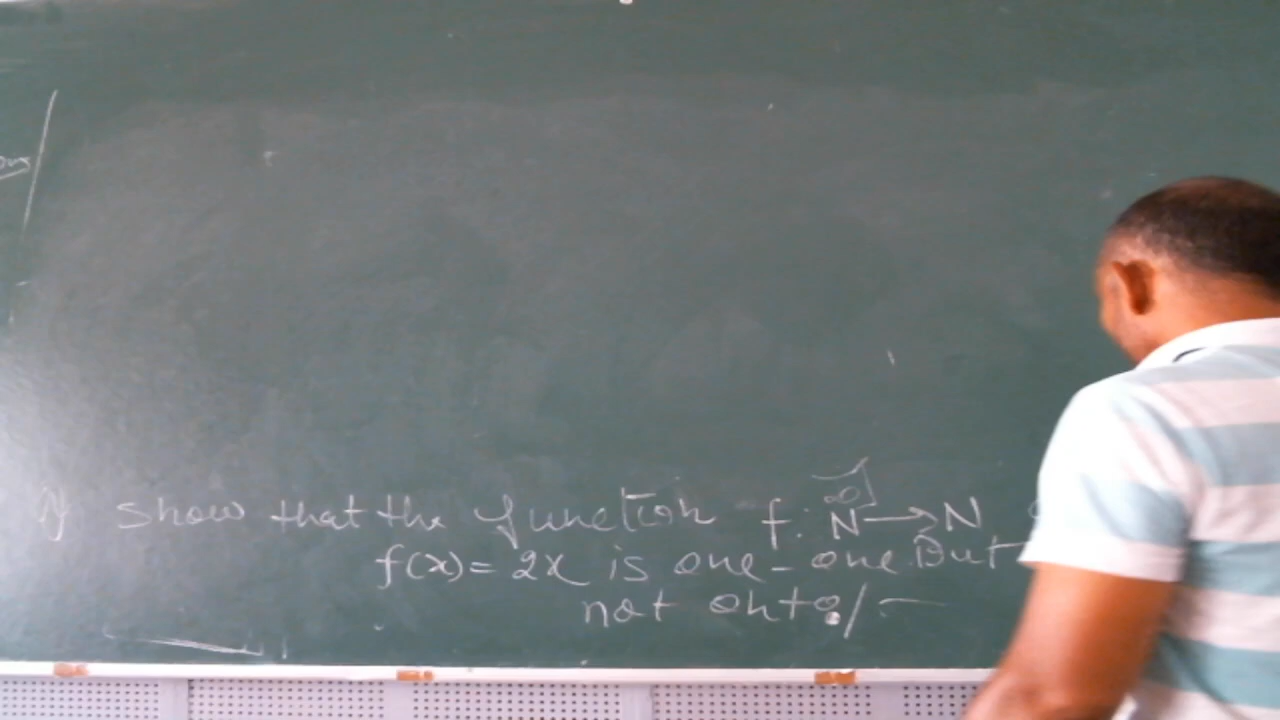 show that the function f: N → N
f(x) = 2x is one-one. But
not onto/-